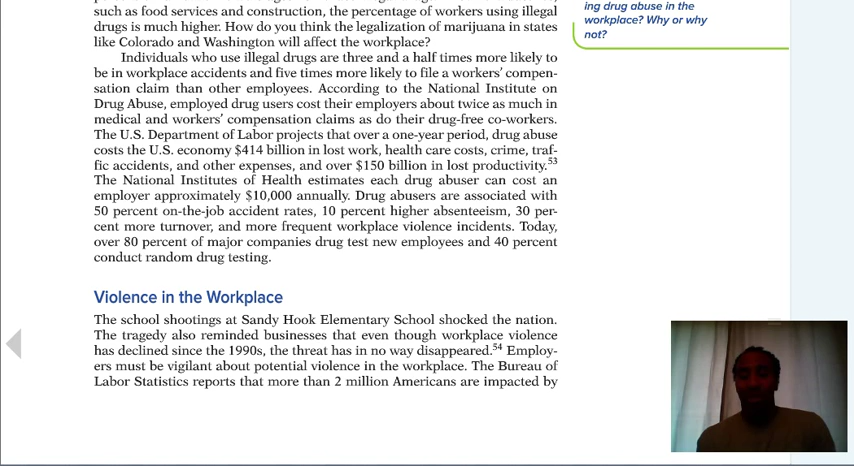 such as food services and construction, the percentage of workers using illegal
drugs is much higher. How do you think the legalization of marijuana in states
like Colorado and Washington will affect the workplace?
Individuals who use illegal drugs are three and a half times more likely to
be in workplace accidents and five times more likely to file a workers' compen-
sation claim than other employees. According to the National Institute on
Drug Abuse, employed drug users cost their employers about twice as much in
medical and workers' compensation claims as do their drug-free co-workers.
The U.S. Department of Labor projects that over a one-year period, drug abuse
costs the U.S. economy $414 billion in lost work, health care costs, crime, traf-
fic accidents, and other expenses, and over $150 billion in lost productivity.53
The National Institutes of Health estimates each drug abuser can cost an
employer approximately $10,000 annually. Drug abusers are associated with
50 percent on-the-job accident rates, 10 percent higher absenteeism, 30 per-
cent more turnover, and more frequent workplace violence incidents. Today,
over 80 percent of major companies drug test new employees and 40 percent
conduct random drug testing.
Violence in the Workplace
The school shootings at Sandy Hook Elementary School shocked the nation.
The tragedy also reminded businesses that even though workplace violence
has declined since the 1990s, the threat has in no way disappeared.54 Employ-
ers must be vigilant about potential violence in the workplace. The Bureau of
Labor Statistics reports that more than 2 million Americans are impacted by
ing drug abuse in the
workplace? Why or why
not?